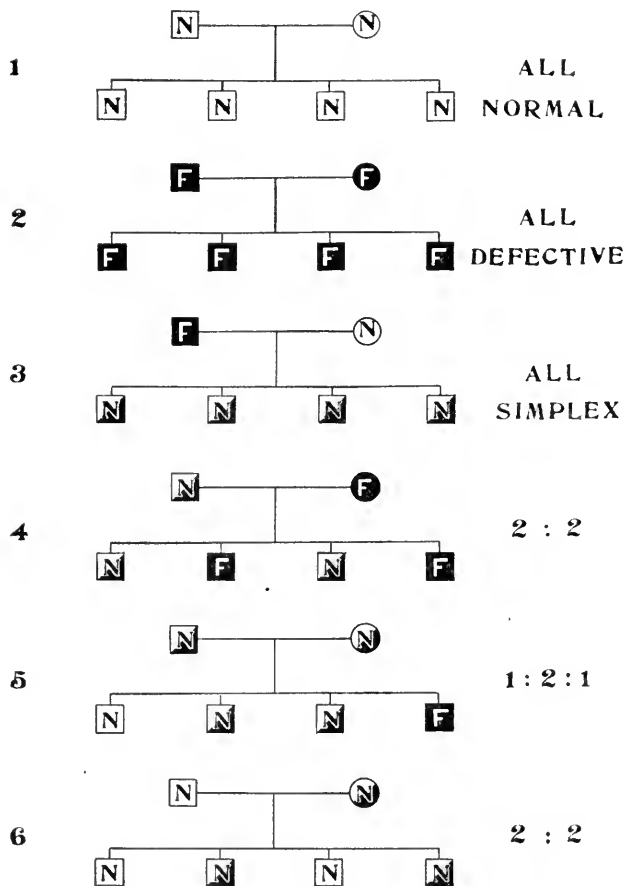 N N
1 ALL
N N N N NORMAL
F F
2 ALL
F F F F DEFECTIVE
F N
3 ALL
N N N N SIMPLEX
N F
4 2 : 2
N F N F
N N
5 1 : 2 : 1
N N N F
N N
6 2 : 2
N N N N